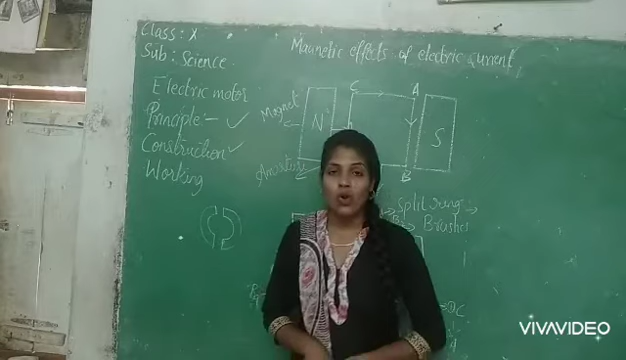 Class : X
Sub : Science
Magnetic effects of electric current
Electric motor
Principle - ✓
Construction ✓
Working
Magnet
N
S
C
A
B
Armature
Split rings →
Brushes
DC
VIVAVIDEO